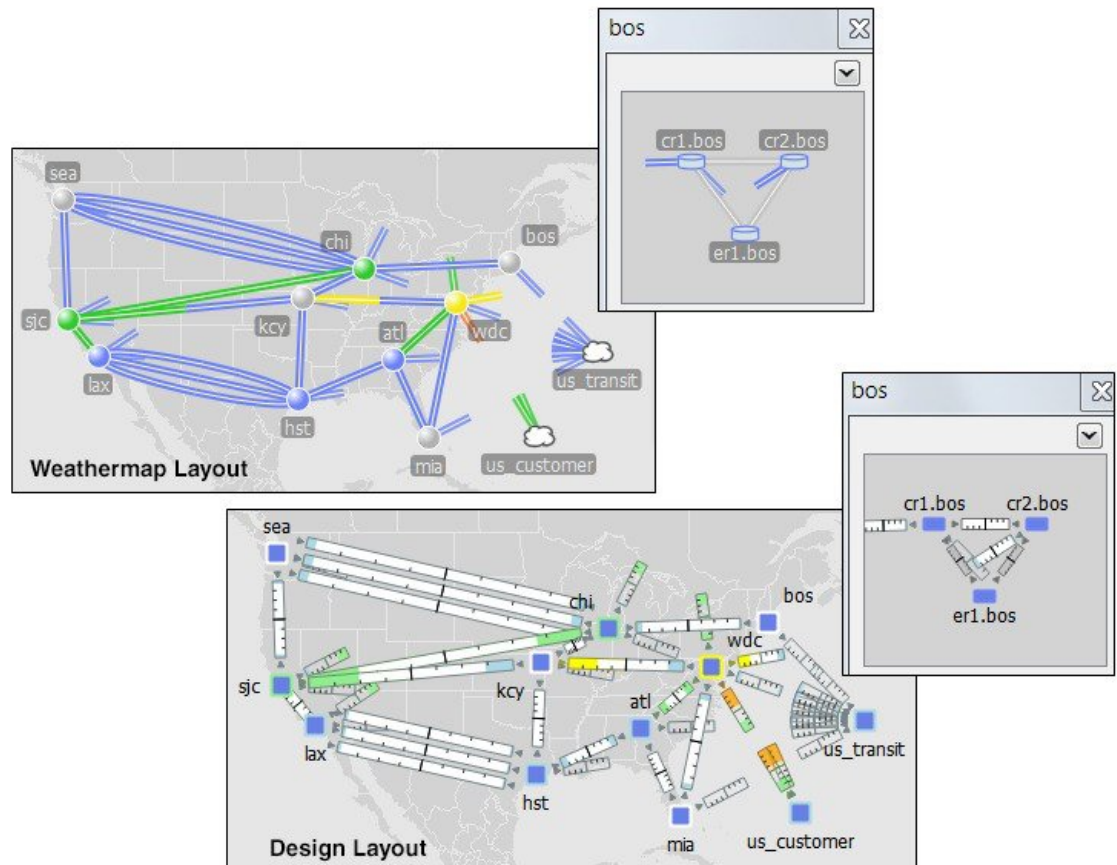 bos
cr1.bos
cr2.bos
er1.bos
sea
chi
bos
sjc
kcy
atl
wdc
lax
us_transit
hst
mia
us_customer
Weathermap Layout
bos
cr1.bos
cr2.bos
er1.bos
sea
chi
bos
wdc
sjc
kcy
atl
lax
us_transit
hst
mia
us_customer
Design Layout